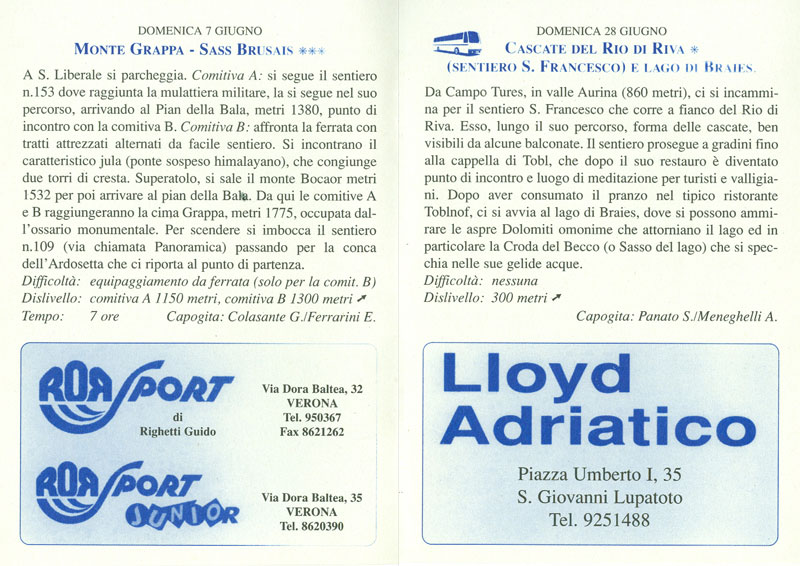 DOMENICA 7 GIUGNO
MONTE GRAPPA - SASS BRUSAIS ✳✳✳
A S. Liberale si parcheggia. Comitiva A: si segue il sentiero
n.153 dove raggiunta la mulattiera militare, la si segue nel suo
percorso, arrivando al Pian della Bala, metri 1380, punto di
incontro con la comitiva B. Comitiva B: affronta la ferrata con
tratti attrezzati alternati da facile sentiero. Si incontrano il
caratteristico jula (ponte sospeso himalayano), che congiunge
due torri di cresta. Superatolo, si sale il monte Bocaor metri
1532 per poi arrivare al pian della Bala. Da qui le comitive A
e B raggiungeranno la cima Grappa, metri 1775, occupata dal-
l'ossario monumentale. Per scendere si imbocca il sentiero
n.109 (via chiamata Panoramica) passando per la conca
dell'Ardosetta che ci riporta al punto di partenza.
Difficoltà: equipaggiamento da ferrata (solo per la comit. B)
Dislivello: comitiva A 1150 metri, comitiva B 1300 metri ➚
Tempo: 7 ore Capogita: Colasante G./Ferrarini E.
ROA SPORT
di
Righetti Guido
Via Dora Baltea, 32
VERONA
Tel. 950367
Fax 8621262
ROA SPORT
JUNIOR
Via Dora Baltea, 35
VERONA
Tel. 8620390
DOMENICA 28 GIUGNO
CASCATE DEL RIO DI RIVA ✳
(SENTIERO S. FRANCESCO) E LAGO DI BRAIES.
Da Campo Tures, in valle Aurina (860 metri), ci si incammi-
na per il sentiero S. Francesco che corre a fianco del Rio di
Riva. Esso, lungo il suo percorso, forma delle cascate, ben
visibili da alcune balconate. Il sentiero prosegue a gradini fino
alla cappella di Tobl, che dopo il suo restauro è diventato
punto di incontro e luogo di meditazione per turisti e valligia-
ni. Dopo aver consumato il pranzo nel tipico ristorante
Toblnof, ci si avvia al lago di Braies, dove si possono ammi-
rare le aspre Dolomiti omonime che attorniano il lago ed in
particolare la Croda del Becco (o Sasso del lago) che si spec-
chia nelle sue gelide acque.
Difficoltà: nessuna
Dislivello: 300 metri ➚
Capogita: Panato S./Meneghelli A.
Lloyd
Adriatico
Piazza Umberto I, 35
S. Giovanni Lupatoto
Tel. 9251488